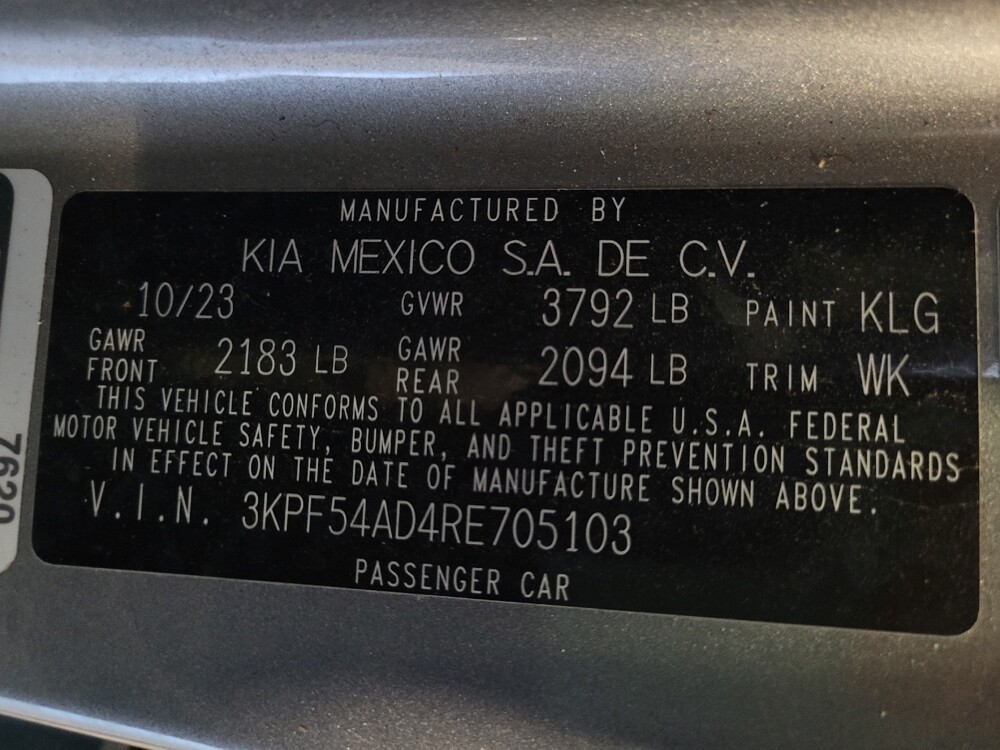 MANUFACTURED BY
KIA MEXICO S.A. DE C.V.
10/23 GVWR 3792 LB PAINT KLG
GAWR FRONT 2183 LB GAWR REAR 2094 LB TRIM WK
THIS VEHICLE CONFORMS TO ALL APPLICABLE U.S.A. FEDERAL
MOTOR VEHICLE SAFETY, BUMPER, AND THEFT PREVENTION STANDARDS
IN EFFECT ON THE DATE OF MANUFACTURE SHOWN ABOVE.
V.I.N. 3KPF54AD4RE705103
PASSENGER CAR